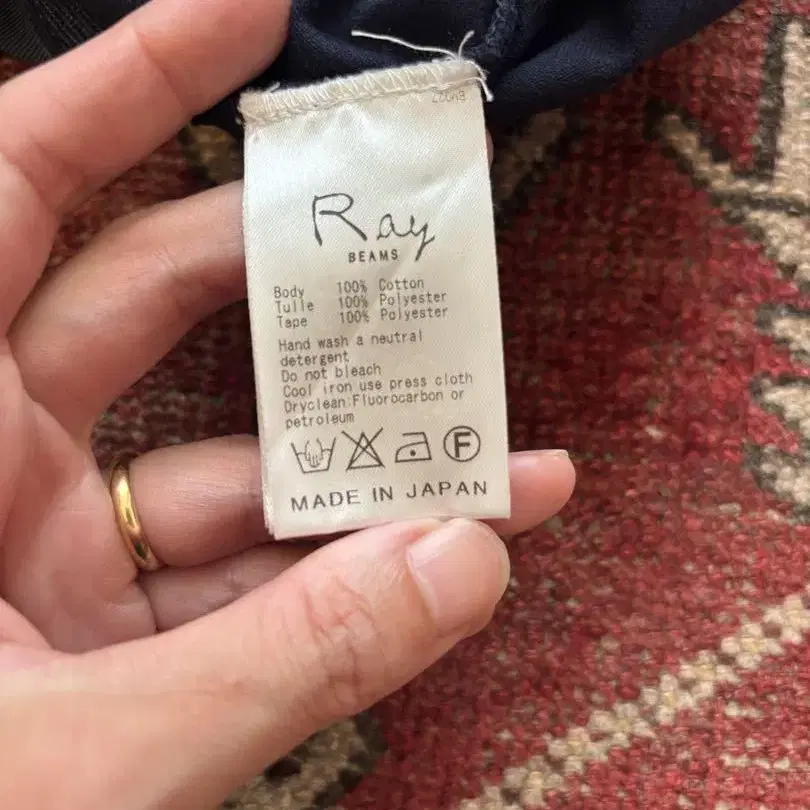 Ray
BEAMS
Body 100% Cotton
Tulle 100% Polyester
Tape 100% Polyester
Hand wash a neutral
detergent
Do not bleach
Cool iron use press cloth
Dryclean:Fluorocarbon or
petroleum
F
MADE IN JAPAN